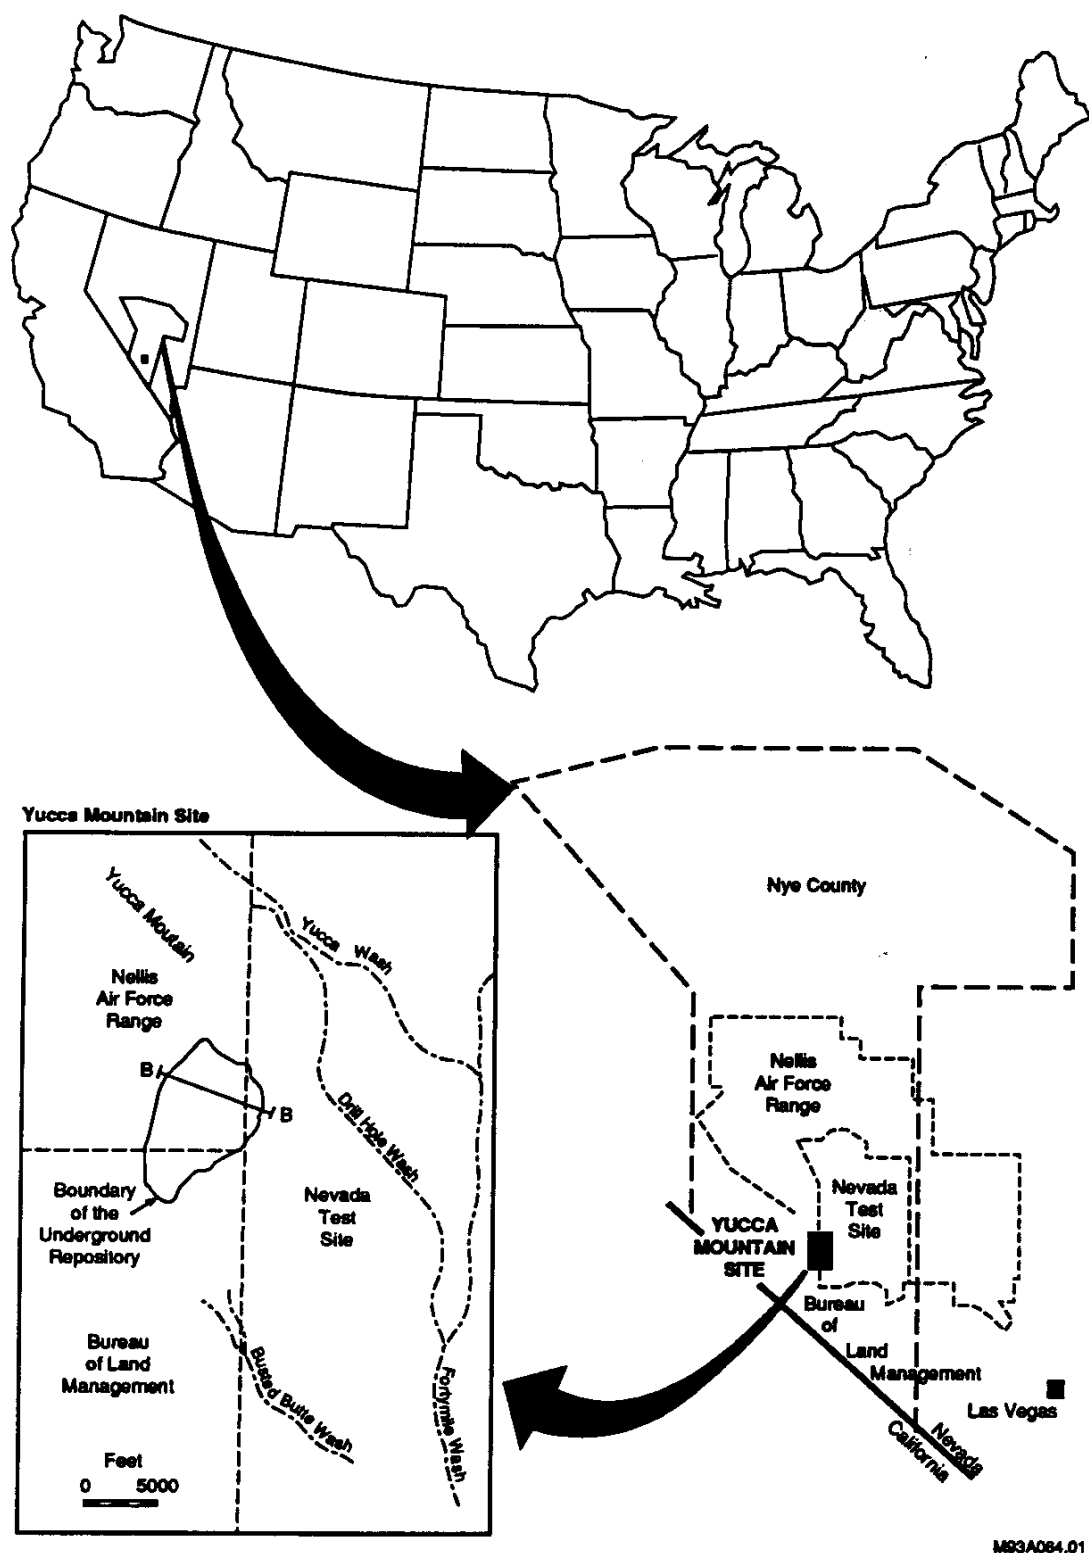 Yucca Mountain Site
Yucca Moutain
Nellis
Air Force
Range
Yucca Wash
B
B
Drill Hole Wash
Boundary
of the
Underground
Repository
Nevada
Test
Site
Bureau
of Land
Management
Busted Butte Wash
Fortymile Wash
Feet
0 5000
Nye County
Nellis
Air Force
Range
Nevada
Test
Site
YUCCA
MOUNTAIN
SITE
Bureau
of
Land
Management
Las Vegas
Nevada
California
M93A064.01